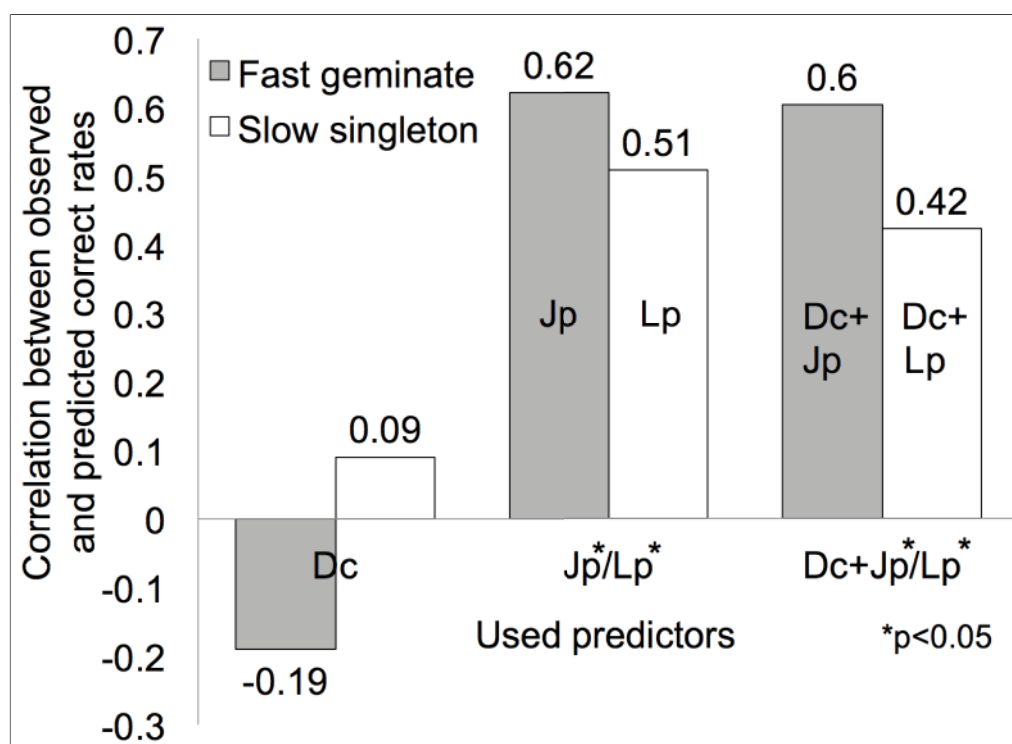 Correlation between observed
and predicted correct rates
0.7
0.6
0.5
0.4
0.3
0.2
0.1
0
-0.1
-0.2
-0.3
Fast geminate
Slow singleton
-0.19
0.09
0.62
0.51
0.6
0.42
Jp
Lp
Dc+
Jp
Dc+
Lp
Dc
Jp*/Lp*
Dc+Jp*/Lp*
Used predictors
*p<0.05